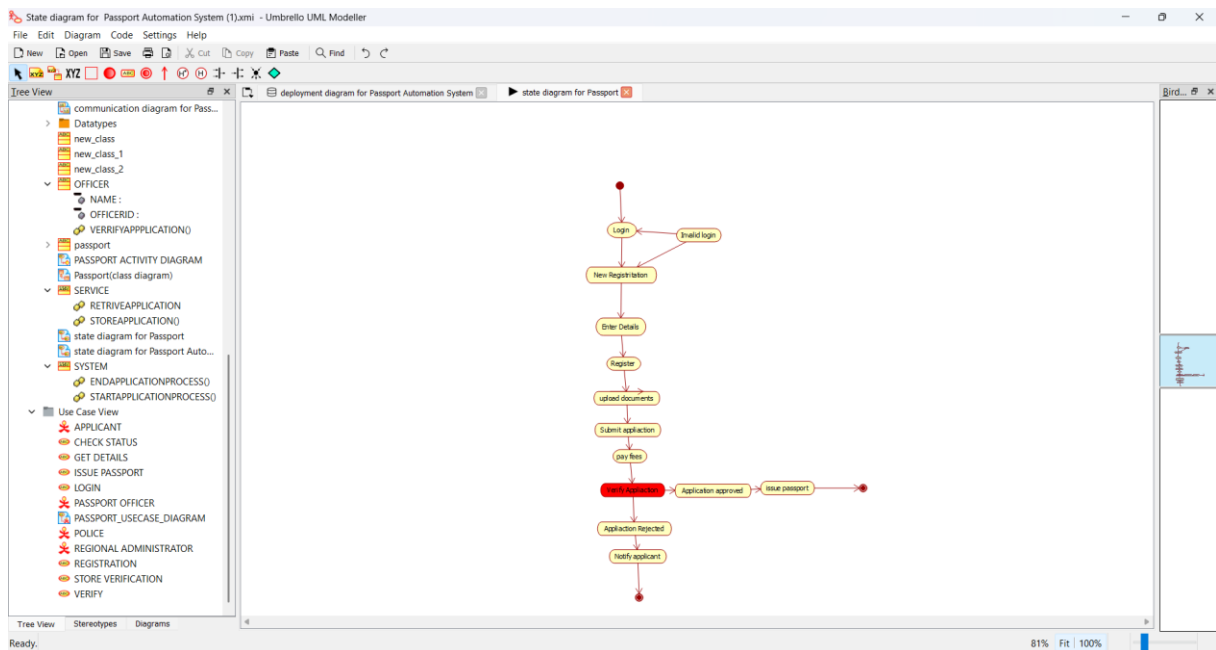 State diagram for Passport Automation System (1).xmi - Umbrello UML Modeller
File Edit Diagram Code Settings Help
New Open Save Cut Copy Paste Find
XYZ XYZ ABC H* H
Tree View
deployment diagram for Passport Automation System
state diagram for Passport
Bird...
communication diagram for Pass...
Datatypes
new_class
new_class_1
new_class_2
OFFICER
NAME :
OFFICERID :
VERRIFYAPPPLICATION()
passport
PASSPORT ACTIVITY DIAGRAM
Passport(class diagram)
SERVICE
RETRIVEAPPLICATION
STOREAPPLICATION()
state diagram for Passport
state diagram for Passport Auto...
SYSTEM
ENDAPPLICATIONPROCESS()
STARTAPPLICATIONPROCESS()
Use Case View
APPLICANT
CHECK STATUS
GET DETAILS
ISSUE PASSPORT
LOGIN
PASSPORT OFFICER
PASSPORT_USECASE_DIAGRAM
POLICE
REGIONAL ADMINISTRATOR
REGISTRATION
STORE VERIFICATION
VERIFY
Tree View Stereotypes Diagrams
Login
Invalid login
New Registritation
Enter Details
Register
upload documents
Submit appliaction
pay fees
Application approved
issue passport
Appliaction Rejected
Notify applicant
Ready.
81% Fit 100%